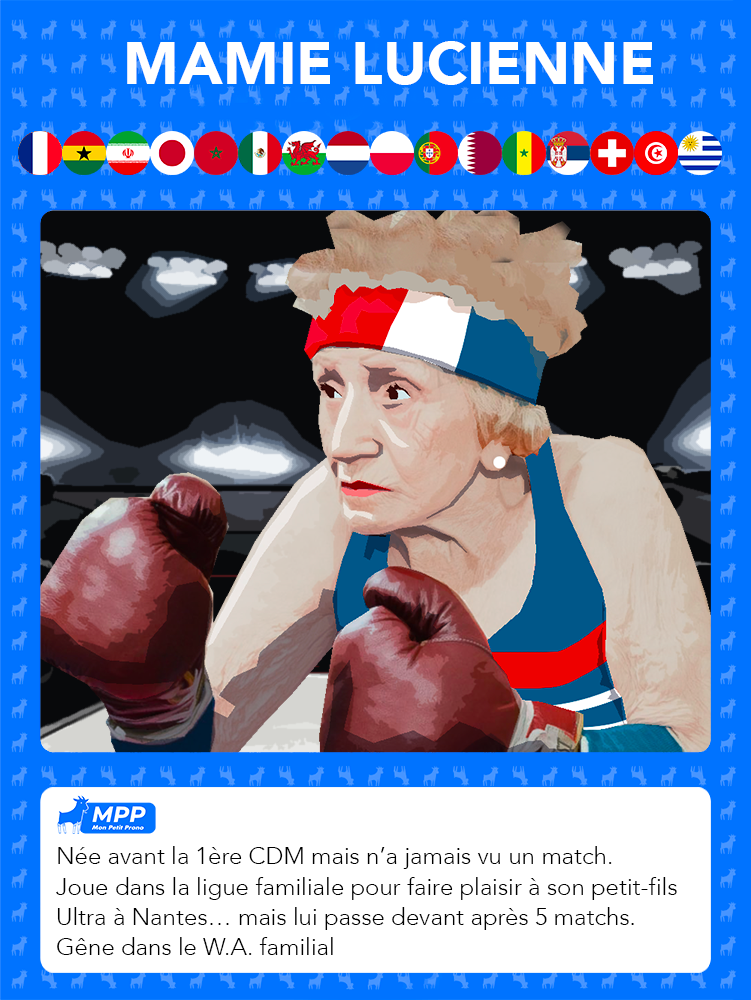 MAMIE LUCIENNE
MPP
Mon Petit Prono
Née avant la 1ère CDM mais n’a jamais vu un match.
Joue dans la ligue familiale pour faire plaisir à son petit-fils
Ultra à Nantes… mais lui passe devant après 5 matchs.
Gêne dans le W.A. familial